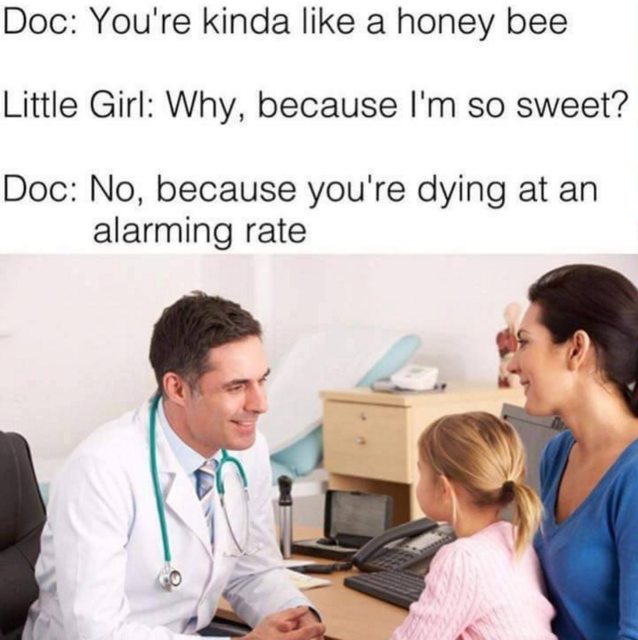 Doc: You're kinda like a honey bee
Little Girl: Why, because I'm so sweet?
Doc: No, because you're dying at an
alarming rate